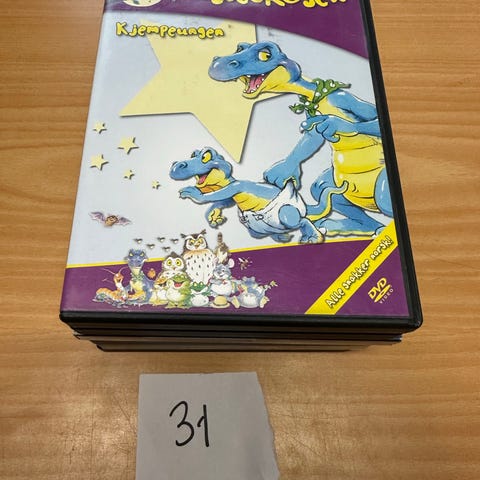 Kjempeungen
Alle snakker norsk!
DVD
VIDEO
31